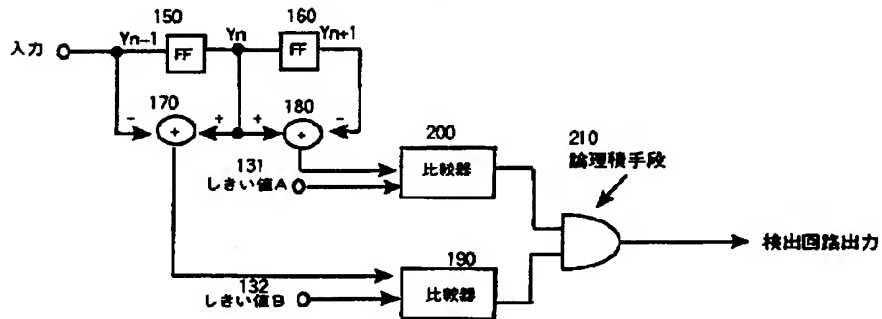 150
160
入力
Yn-1
FF
Yn
FF
Yn+1
170
180
-
+
+
-
+
+
200
210
論理積手段
比較器
131
しきい値A
検出回路出力
190
132
しきい値B
比較器